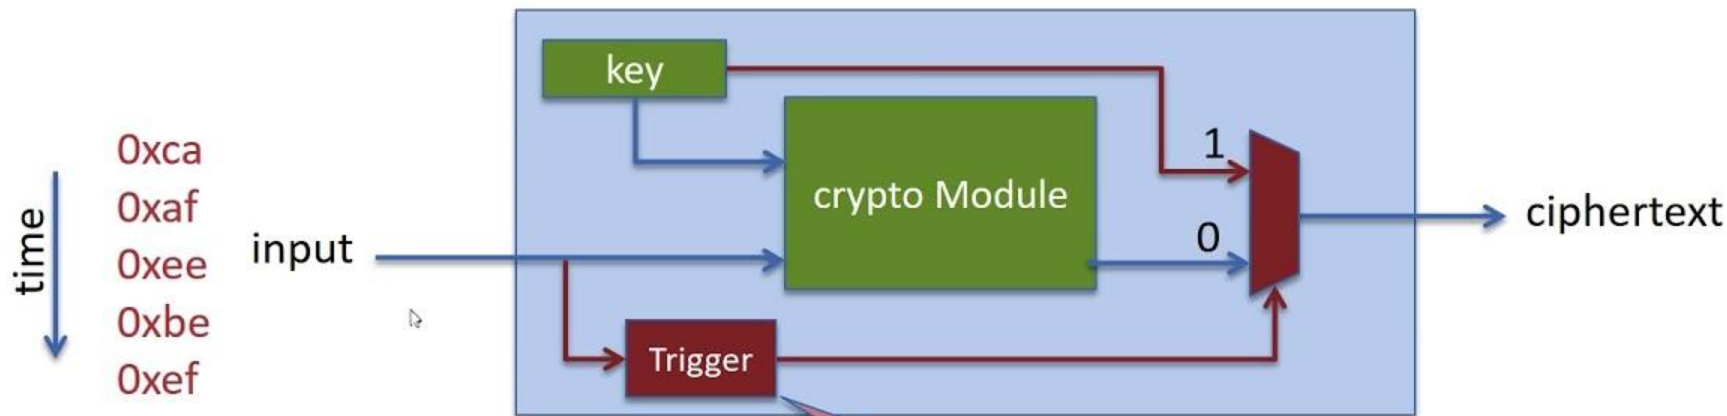 time
0xca
0xaf
0xee
0xbe
0xef
input
key
crypto Module
Trigger
1
0
ciphertext